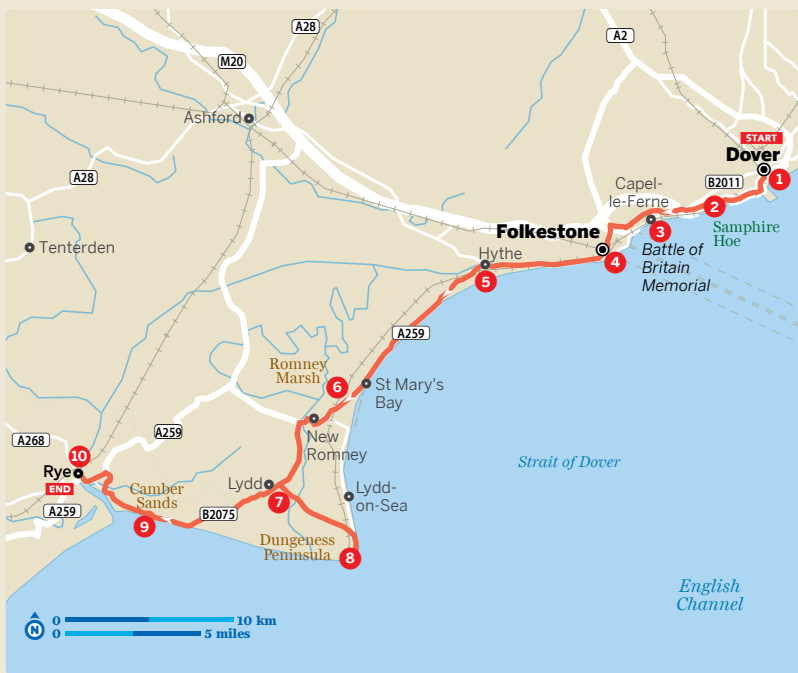 A28
A2
M20
Ashford
START
Dover
1
A28
B2011
2
Capel-
le-Ferne
Samphire
Hoe
3
Folkestone
4
Battle of
Britain
Memorial
Tenterden
Hythe
5
A259
Romney
Marsh
6
St Mary's
Bay
A259
A268
New
Romney
10
Rye
END
Strait of Dover
Lydd
7
Lydd-
on-Sea
Camber
Sands
A259
B2075
9
Dungeness
Peninsula
8
English
Channel
N
0 10 km
0 5 miles